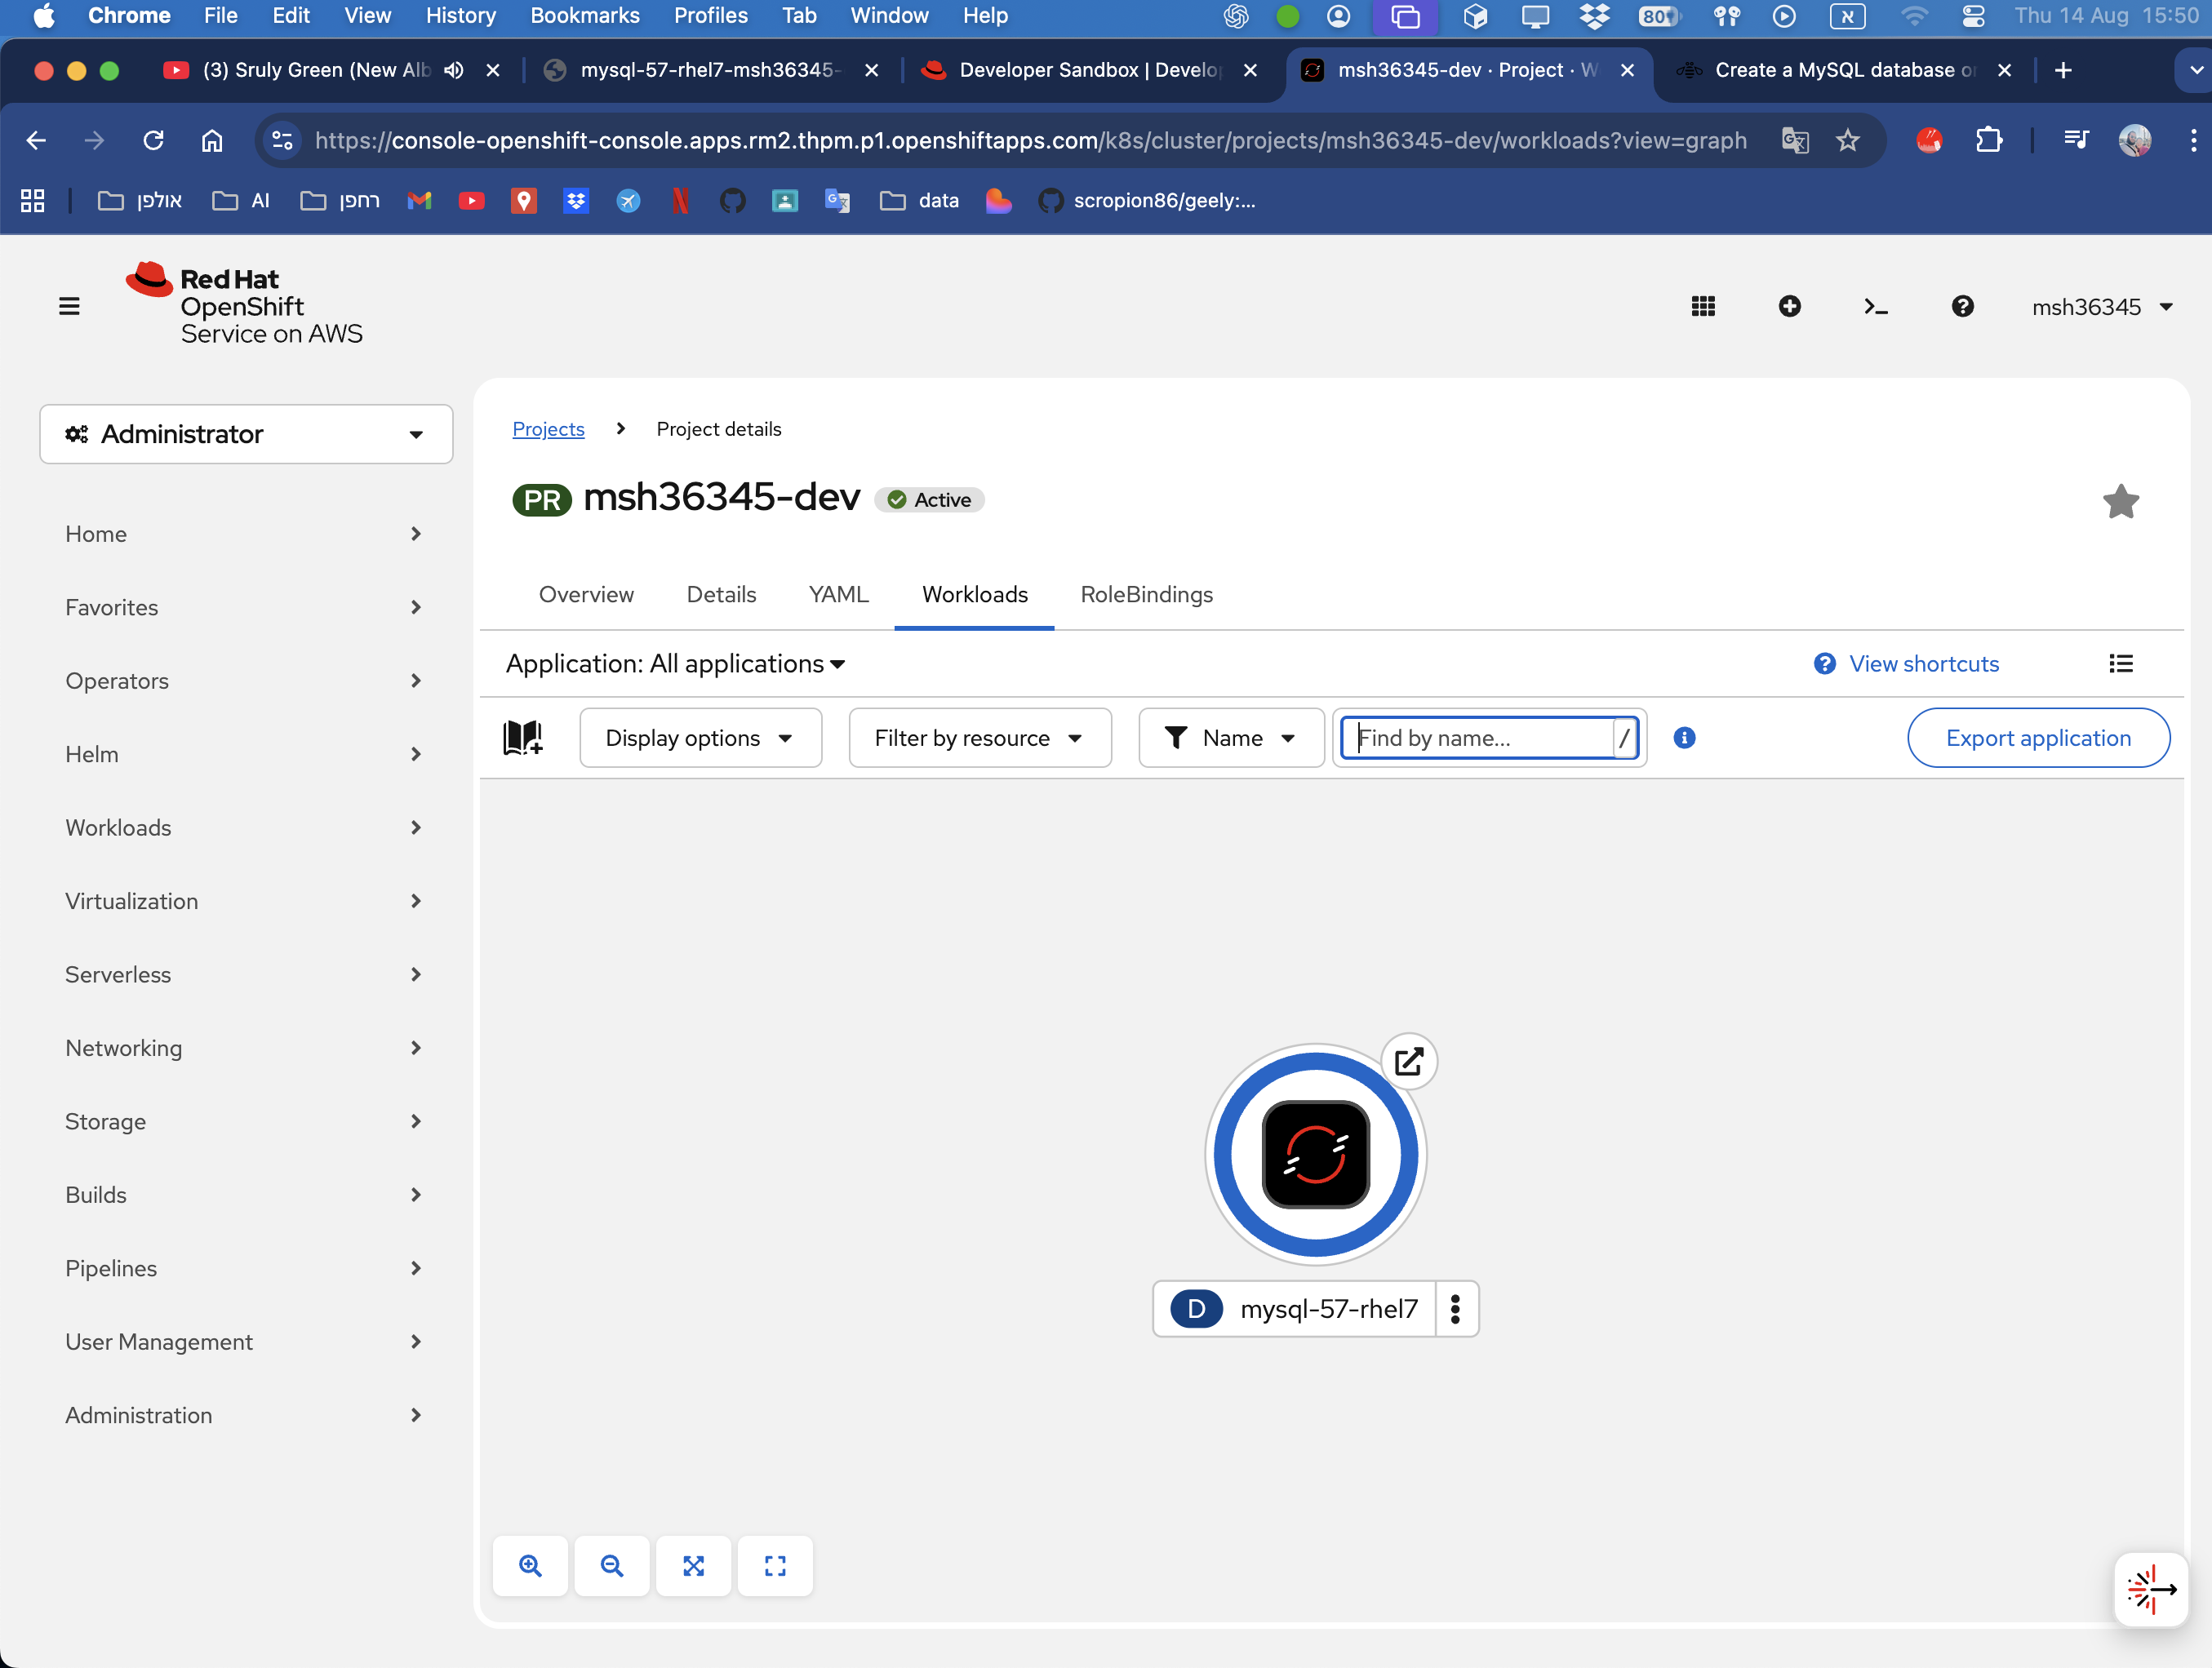 Chrome File Edit View History Bookmarks Profiles Tab Window Help 80 א Thu 14 Aug 15:50
(3) Sruly Green (New Alb mysql-57-rhel7-msh36345- Developer Sandbox | Develop msh36345-dev · Project · W Create a MySQL database o
https://console-openshift-console.apps.rm2.thpm.p1.openshiftapps.com/k8s/cluster/projects/msh36345-dev/workloads?view=graph
אולפן AI רחפן data scropion86/geely:...
Red Hat
OpenShift
Service on AWS
msh36345
Administrator
Home
Favorites
Operators
Helm
Workloads
Virtualization
Serverless
Networking
Storage
Builds
Pipelines
User Management
Administration
Projects Project details
PR msh36345-dev Active
Overview Details YAML Workloads RoleBindings
Application: All applications View shortcuts
Display options Filter by resource Name Find by name... / Export application
D mysql-57-rhel7